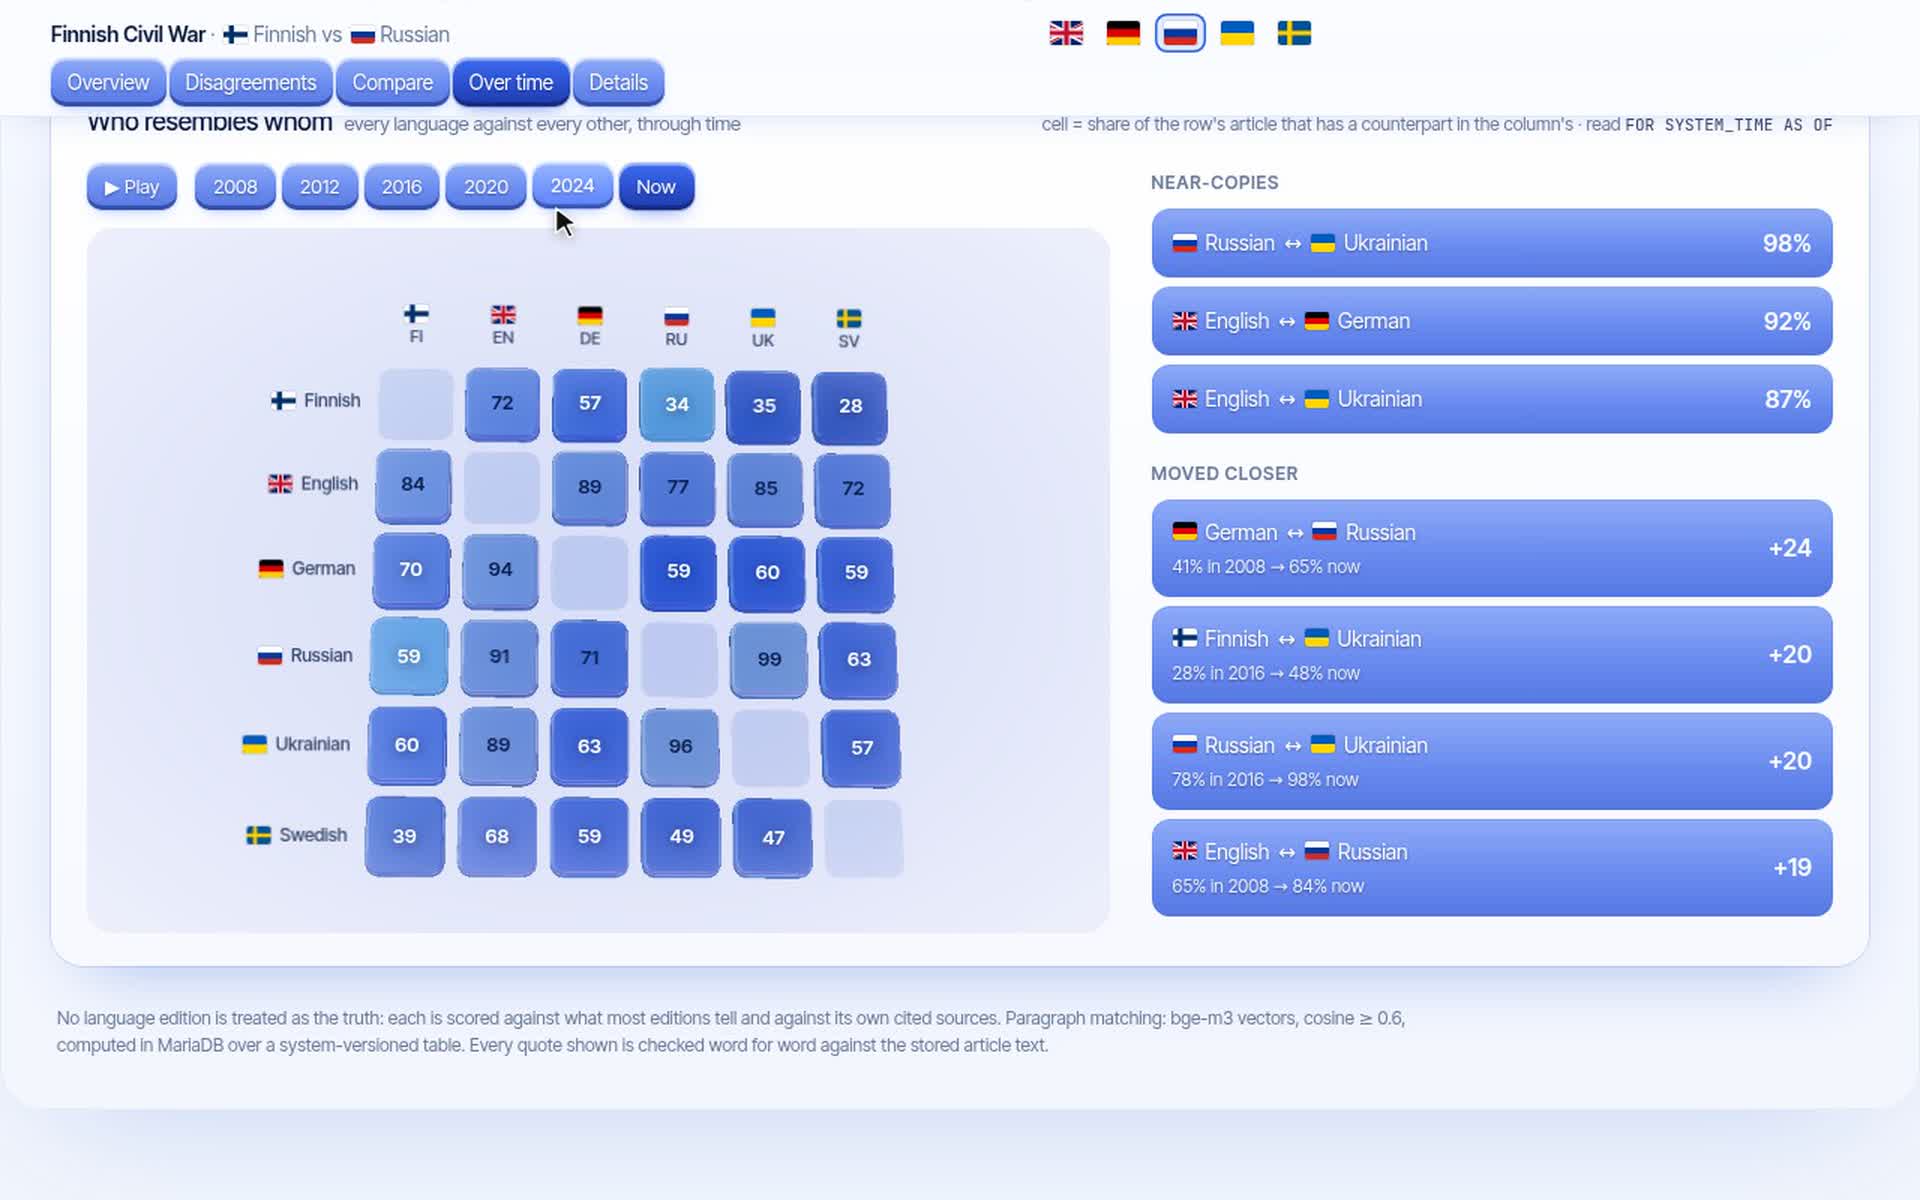 Finnish Civil War · Finnish vs Russian
Overview Disagreements Compare Over time Details
Who resembles whom every language against every other, through time
cell = share of the row's article that has a counterpart in the column's · read FOR SYSTEM_TIME AS OF
▶ Play 2008 2012 2016 2020 2024 Now
FI EN DE RU UK SV
Finnish 72 57 34 35 28
English 84 89 77 85 72
German 70 94 59 60 59
Russian 59 91 71 99 63
Ukrainian 60 89 63 96 57
Swedish 39 68 59 49 47
NEAR-COPIES
Russian ↔ Ukrainian 98%
English ↔ German 92%
English ↔ Ukrainian 87%
MOVED CLOSER
German ↔ Russian +24
41% in 2008 → 65% now
Finnish ↔ Ukrainian +20
28% in 2016 → 48% now
Russian ↔ Ukrainian +20
78% in 2016 → 98% now
English ↔ Russian +19
65% in 2008 → 84% now
No language edition is treated as the truth: each is scored against what most editions tell and against its own cited sources. Paragraph matching: bge-m3 vectors, cosine ≥ 0.6,
computed in MariaDB over a system-versioned table. Every quote shown is checked word for word against the stored article text.